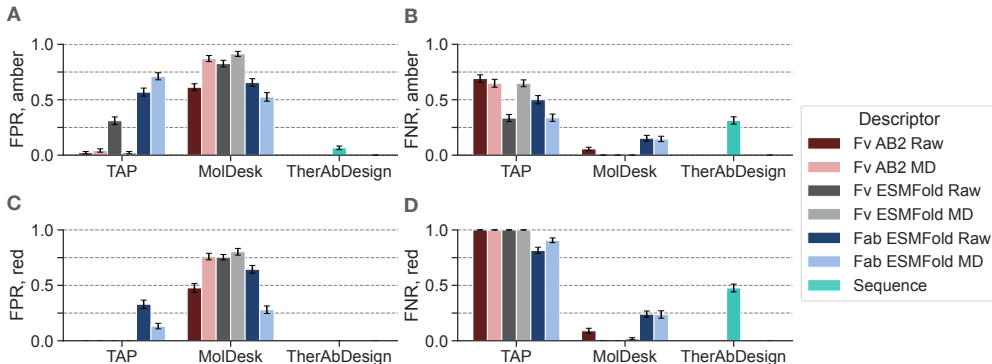 A
FPR, amber
1.0
0.5
0.0
TAP
MolDesk
TherAbDesign
B
FNR, amber
1.0
0.5
0.0
TAP
MolDesk
TherAbDesign
C
FPR, red
1.0
0.5
0.0
TAP
MolDesk
TherAbDesign
D
FNR, red
1.0
0.5
0.0
TAP
MolDesk
TherAbDesign
Descriptor
Fv AB2 Raw
Fv AB2 MD
Fv ESMFold Raw
Fv ESMFold MD
Fab ESMFold Raw
Fab ESMFold MD
Sequence